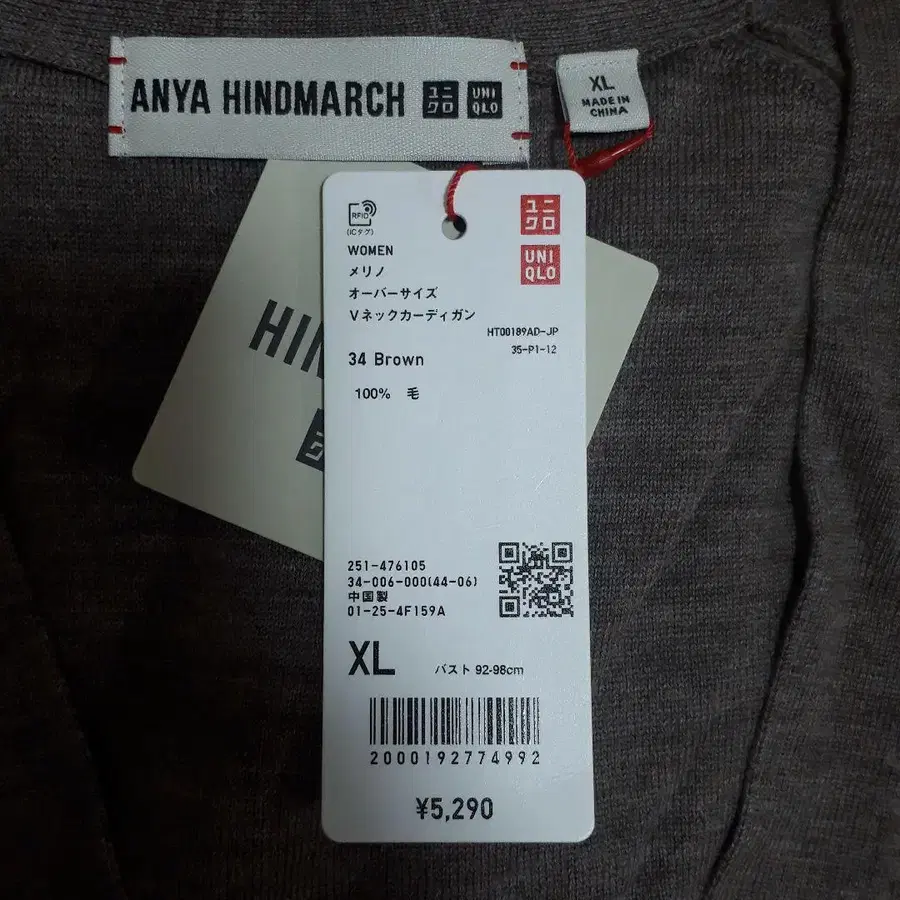 ANYA HINDMARCH ユニクロ UNIQLO
XL
MADE IN
CHINA
RFID
(ICタグ)
ユニクロ
UNIQLO
WOMEN
メリノ
オーバーサイズ
Vネックカーディガン
HT00189AD-JP
35-P1-12
34 Brown
100% 毛
HIN
251-476105
34-006-000(44-06)
中国製
01-25-4F159A
XL バスト 92-98cm
2000192774992
¥5,290